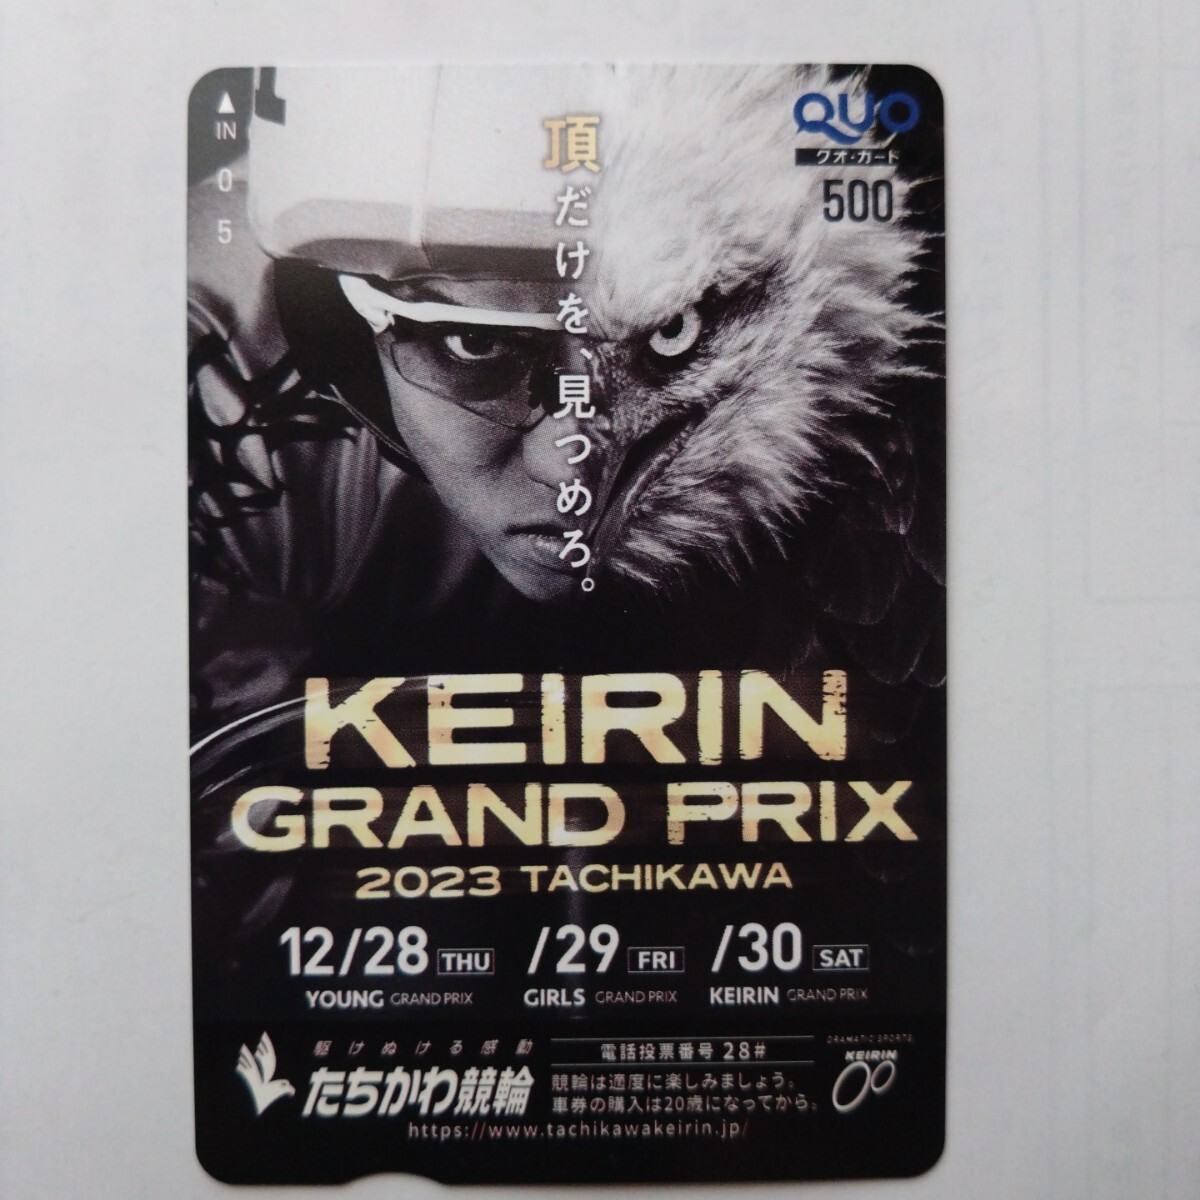 ▲
IN
0
5
QUO
クオ・カード
500
頂だけを、見つめろ。
KEIRIN
GRAND PRIX
2023 TACHIKAWA
12/28 THU /29 FRI /30 SAT
YOUNG GRAND PRIX GIRLS GRAND PRIX KEIRIN GRAND PRIX
駆けぬける感動
たちかわ競輪
電話投票番号 28#
競輪は適度に楽しみましょう。
車券の購入は20歳になってから。
DRAMATIC SPORTS
KEIRIN
https://www.tachikawakeirin.jp/